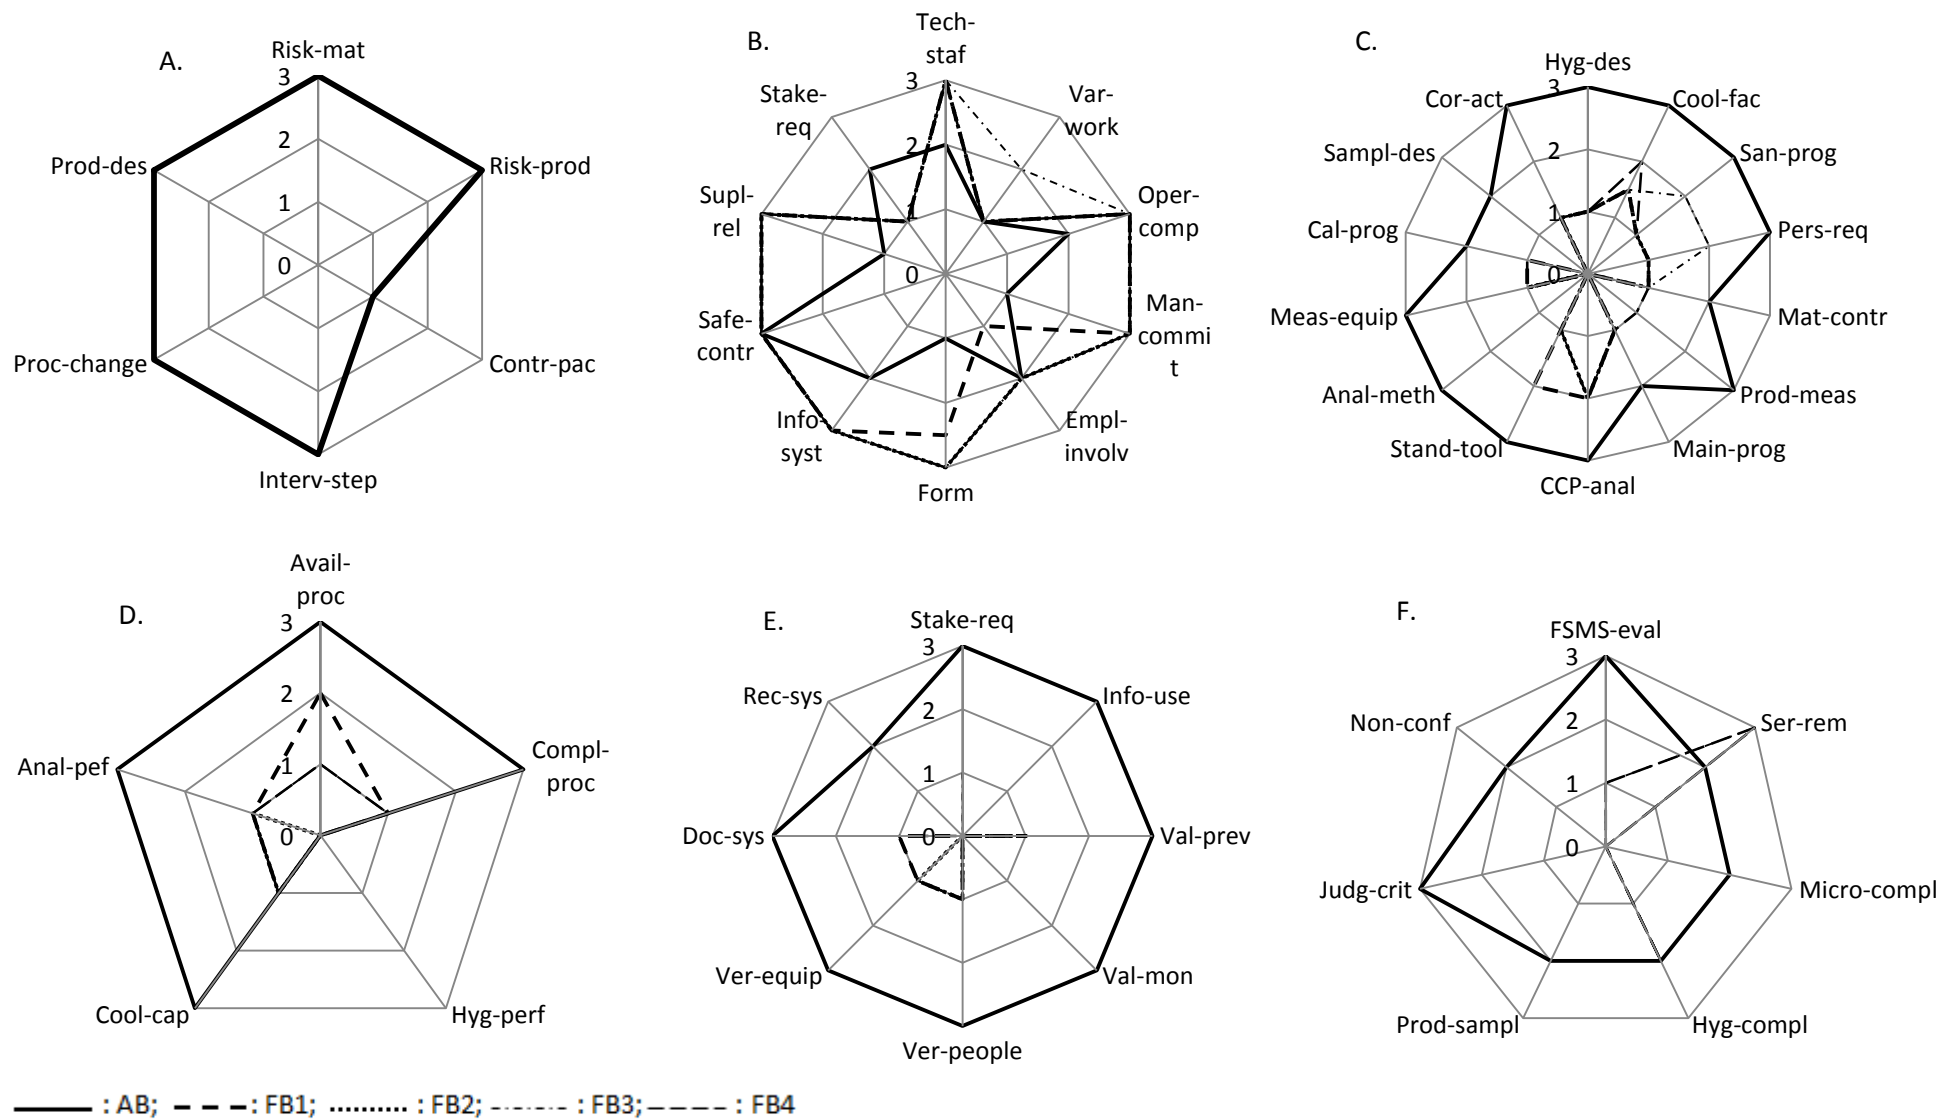 A.
Risk-mat
3
2
1
0
Prod-des
Risk-prod
Proc-change
Contr-pac
Interv-step
B.
Tech-
staf
3
2
1
0
Stake-
req
Var-
work
Supl-
rel
Oper-
comp
Safe-
contr
Man-
commi
t
Info-
syst
Empl-
involv
Form
C.
Hyg-des
3
2
1
0
Cor-act
Cool-fac
Sampl-des
San-prog
Cal-prog
Pers-req
Meas-equip
Mat-contr
Anal-meth
Prod-meas
Stand-tool
Main-prog
CCP-anal
D.
Avail-
proc
3
2
1
0
Anal-pef
Compl-
proc
Cool-cap
Hyg-perf
E.
Stake-req
3
2
1
0
Rec-sys
Info-use
Doc-sys
Val-prev
Ver-equip
Val-mon
Ver-people
F.
FSMS-eval
3
2
1
0
Non-conf
Ser-rem
Judg-crit
Micro-compl
Prod-sampl
Hyg-compl
: AB; : FB1; : FB2; : FB3; : FB4